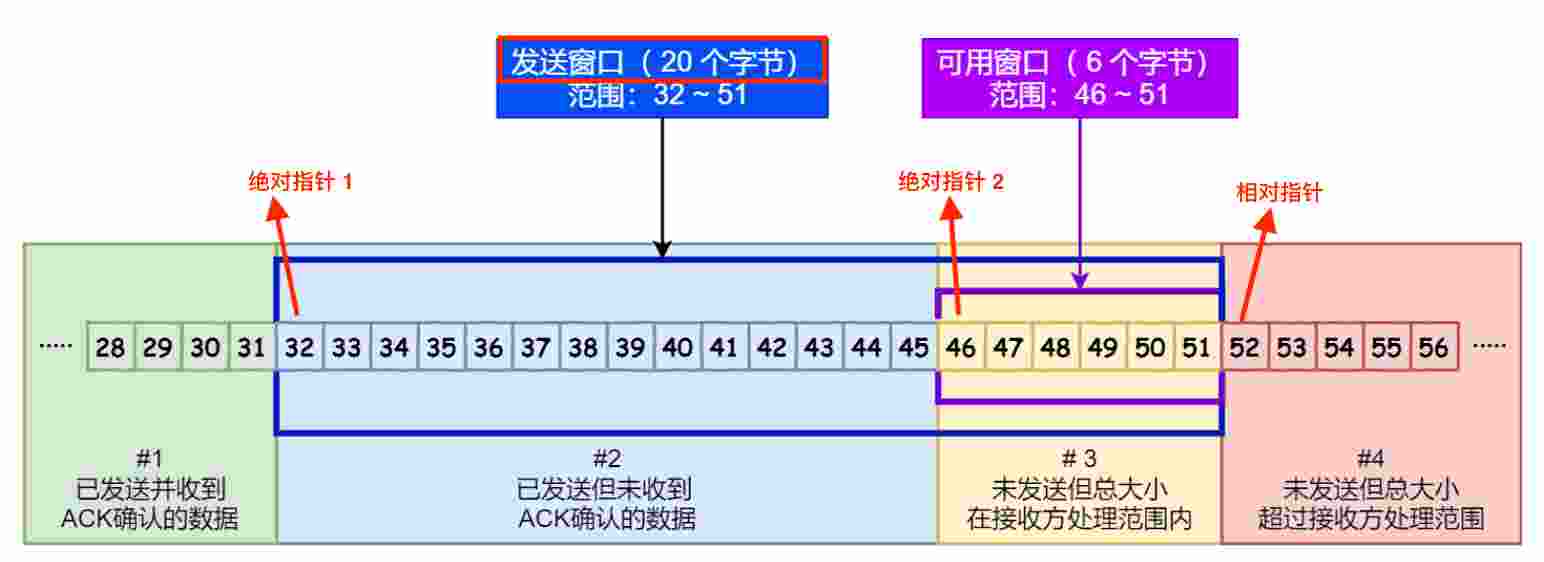 发送窗口（ 20 个字节）
范围：32 ~ 51
可用窗口（ 6 个字节）
范围：46 ~ 51
绝对指针 1
绝对指针 2
相对指针
..... 28 29 30 31 32 33 34 35 36 37 38 39 40 41 42 43 44 45 46 47 48 49 50 51 52 53 54 55 56 .....
#1
已发送并收到
ACK确认的数据
#2
已发送但未收到
ACK确认的数据
# 3
未发送但总大小
在接收方处理范围内
#4
未发送但总大小
超过接收方处理范围